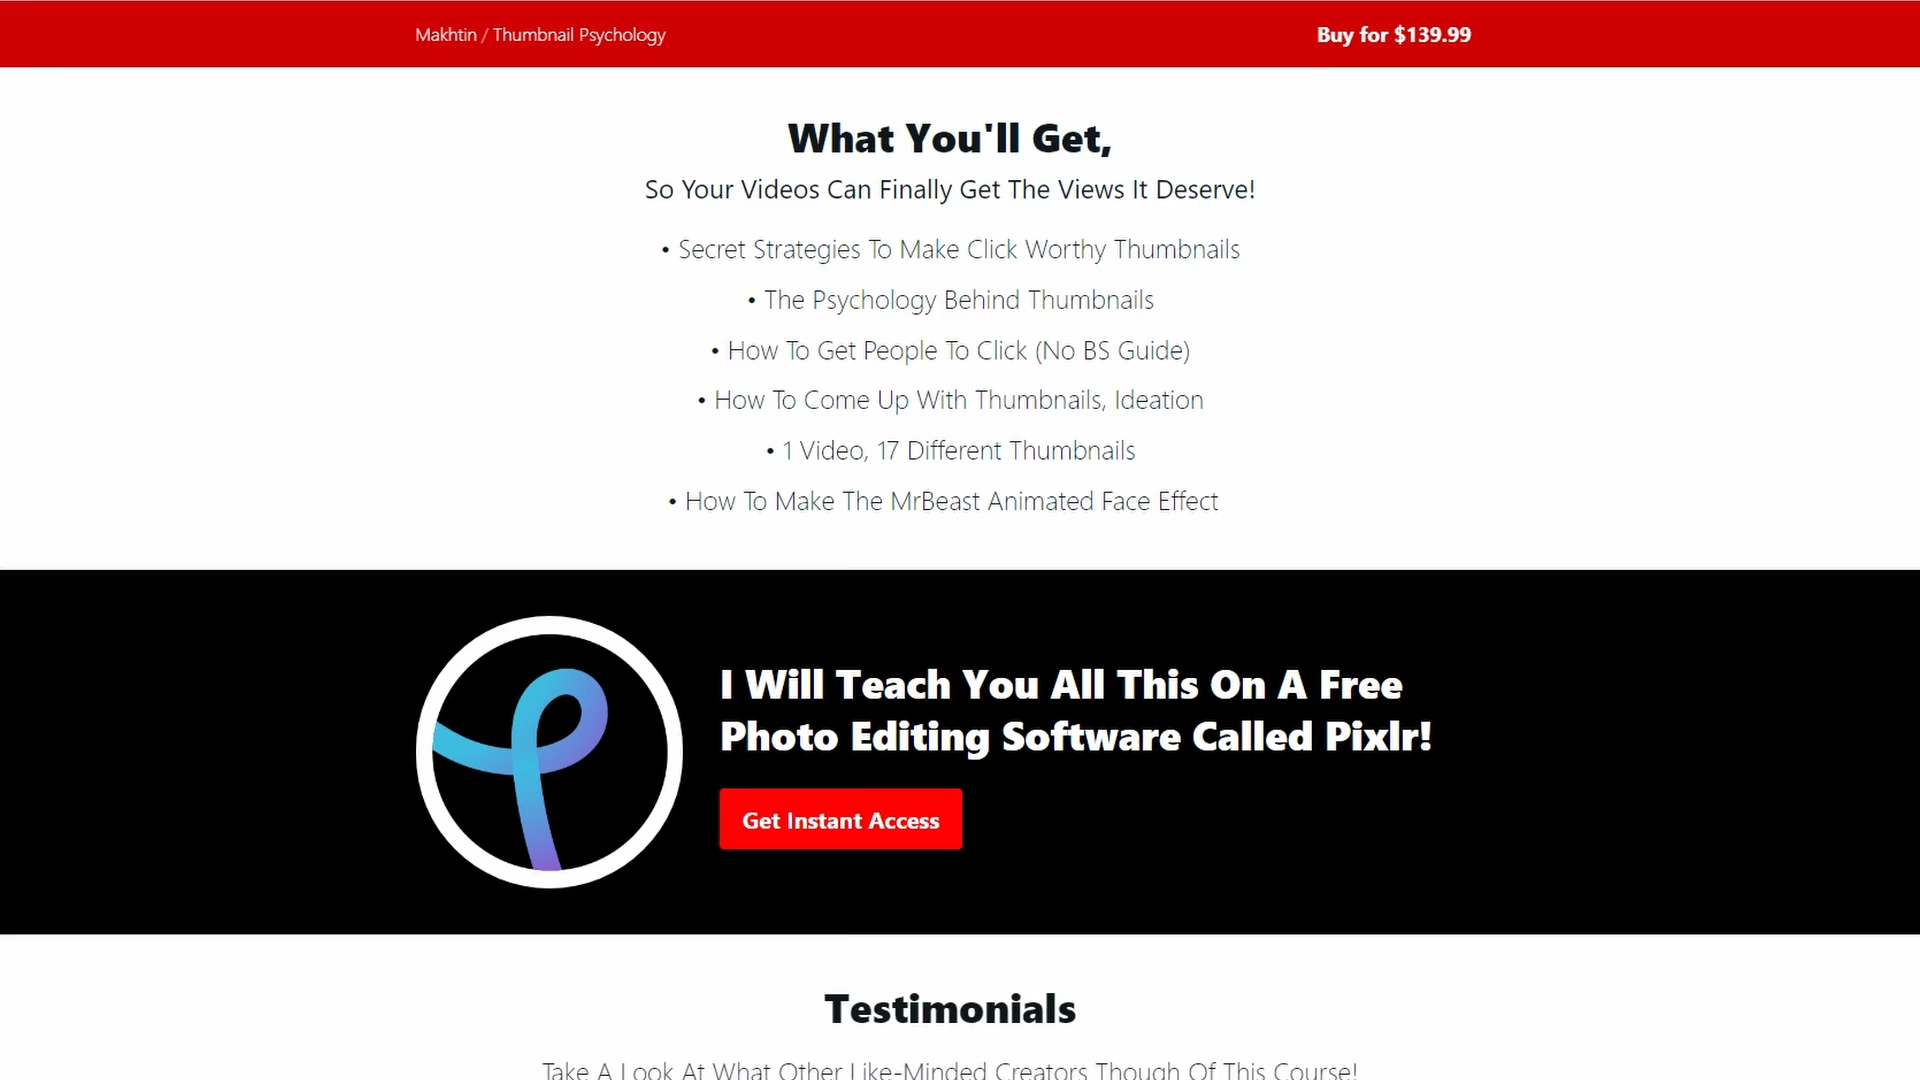 Makhtin / Thumbnail Psychology
Buy for $139.99
What You'll Get,
So Your Videos Can Finally Get The Views It Deserve!
• Secret Strategies To Make Click Worthy Thumbnails
• The Psychology Behind Thumbnails
• How To Get People To Click (No BS Guide)
• How To Come Up With Thumbnails, Ideation
• 1 Video, 17 Different Thumbnails
• How To Make The MrBeast Animated Face Effect
I Will Teach You All This On A Free
Photo Editing Software Called Pixlr!
Get Instant Access
Testimonials
Take A Look At What Other Like-Minded Creators Though Of This Course!